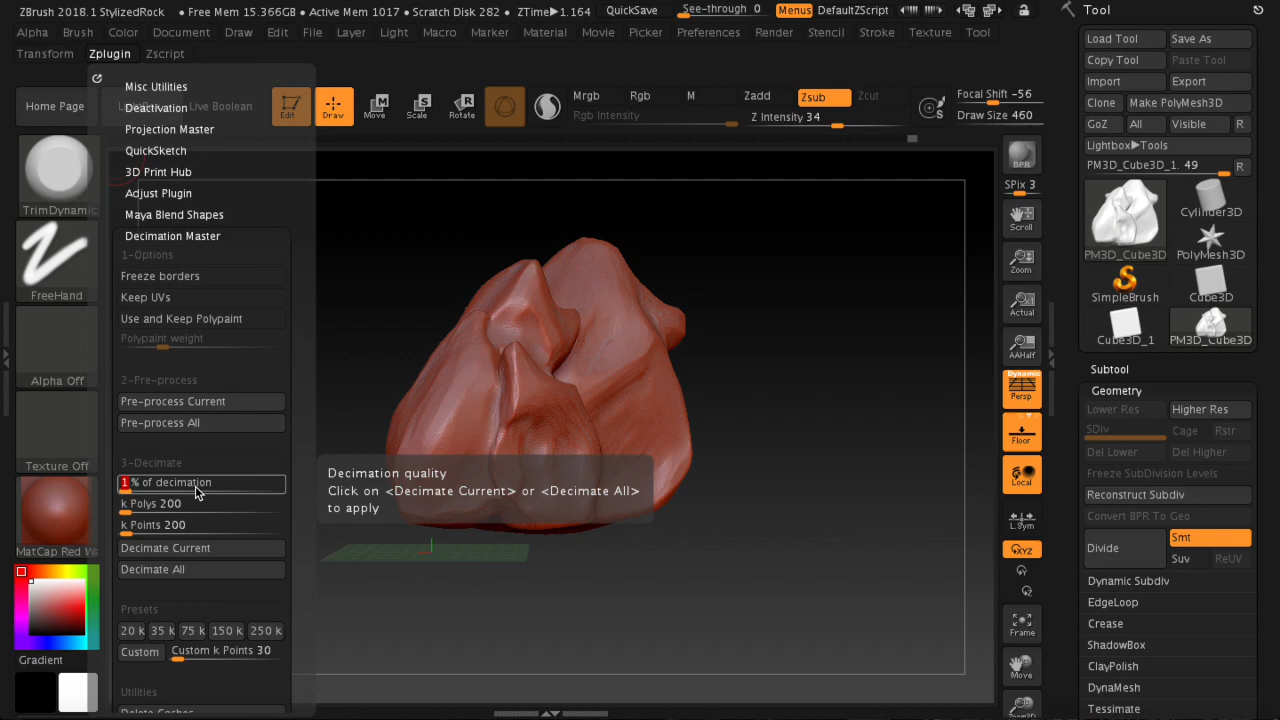 ZBrush 2018.1 StylizedRock
• Free Mem 15.366GB • Active Mem 1017 • Scratch Disk 282 • ZTime▶1.164
QuickSave
See-through 0
Menus
DefaultZScript
Alpha Brush Color Document Draw Edit File Layer Light Macro Marker Material Movie Picker Preferences Render Stencil Stroke Texture Tool
Transform Zplugin Zscript
Home Page
Live Boolean
Edit
Draw
Move
Scale
Rotate
Mrgb Rgb M
Rgb Intensity
Zadd Zsub Zcut
Z Intensity 34
Focal Shift -56
Draw Size 460
Misc Utilities
Deactivation
Projection Master
QuickSketch
3D Print Hub
Adjust Plugin
Maya Blend Shapes
Decimation Master
1-Options
Freeze borders
Keep UVs
Use and Keep Polypaint
Polypaint weight
2-Pre-process
Pre-process Current
Pre-process All
3-Decimate
1 % of decimation
k Polys 200
k Points 200
Decimate Current
Decimate All
Presets
20 k 35 k 75 k 150 k 250 k
Custom Custom k Points 30
Utilities
Delete Caches
TrimDynamic
FreeHand
Alpha Off
Texture Off
MatCap Red Wa
Gradient
Decimation quality
Click on <Decimate Current> or <Decimate All>
to apply
BPR
SPix 3
Scroll
Zoom
Actual
AAHalf
Dynamic
Persp
Floor
Local
L.Sym
XYZ
Y
Z
Frame
Move
Zoom3D
Tool
Load Tool Save As
Copy Tool Paste Tool
Import Export
Clone Make PolyMesh3D
GoZ All Visible R
Lightbox▶Tools
PM3D_Cube3D_1. 49 R
PM3D_Cube3D
Cylinder3D
PolyMesh3D
SimpleBrush
Cube3D
Cube3D_1
PM3D_Cube3D
Subtool
Geometry
Lower Res Higher Res
SDiv Cage Rstr
Del Lower Del Higher
Freeze SubDivision Levels
Reconstruct Subdiv
Convert BPR To Geo
Divide Smt
Suv ReUV
Dynamic Subdiv
EdgeLoop
Crease
ShadowBox
ClayPolish
DynaMesh
Tessimate